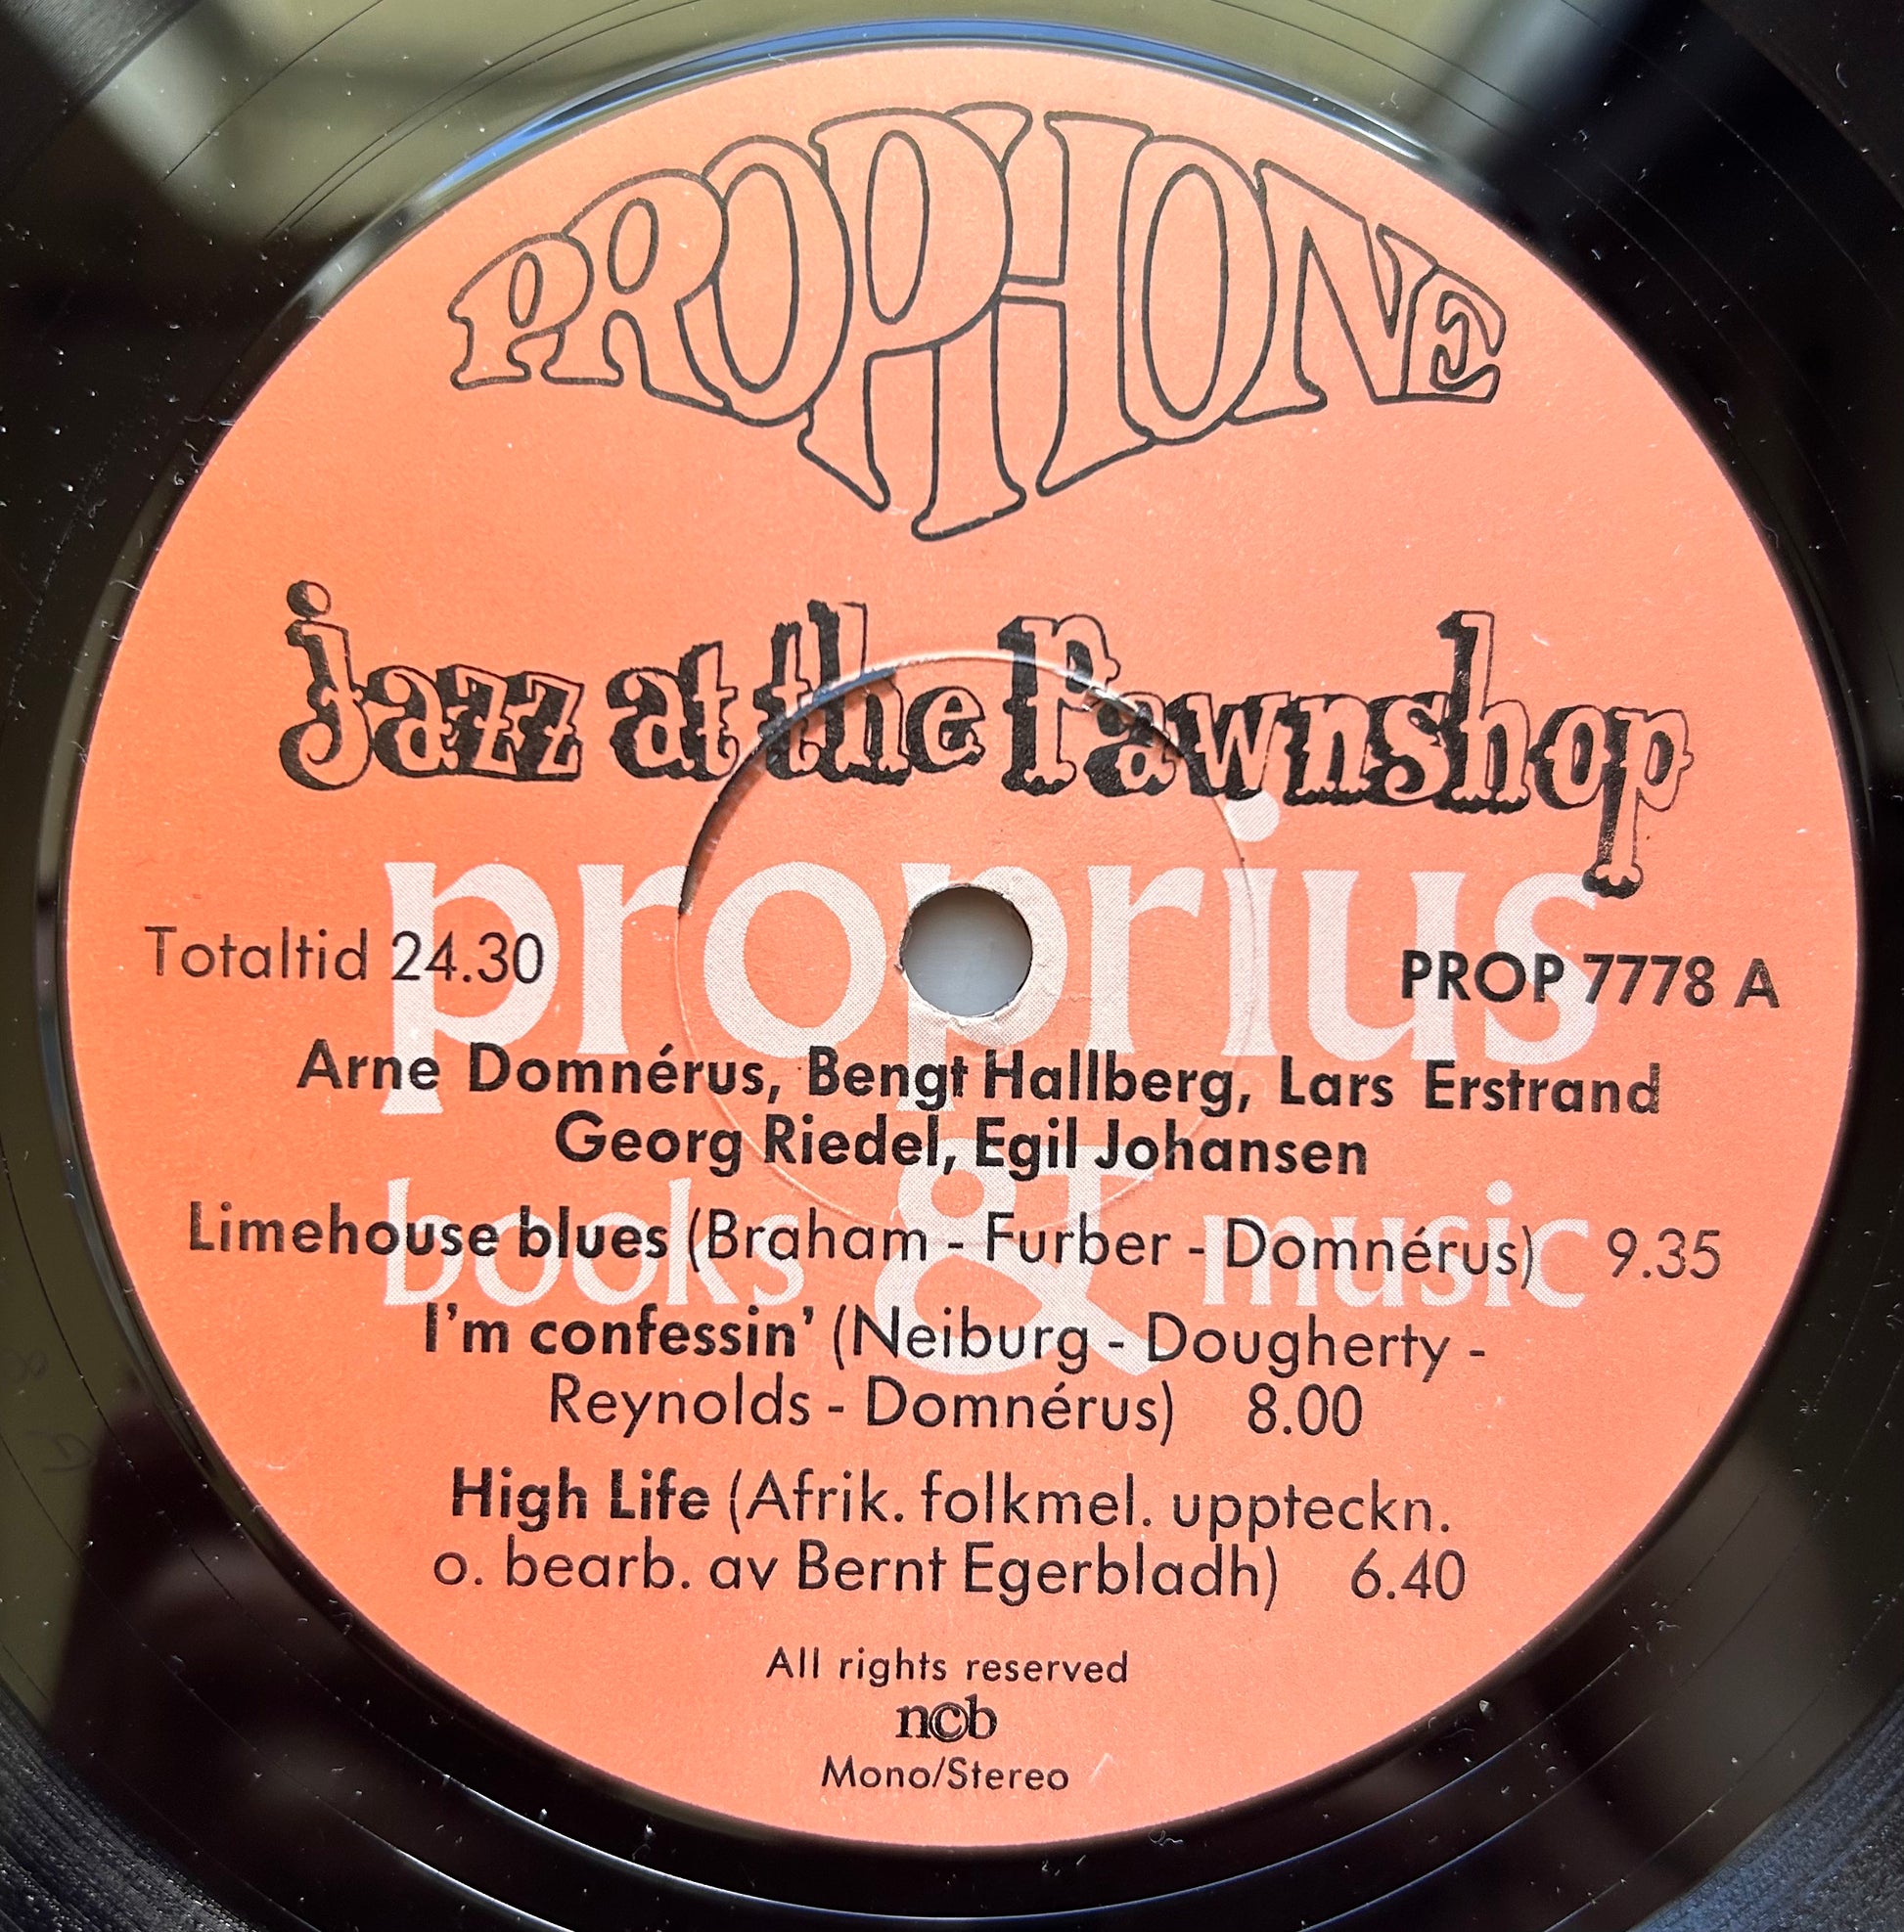 PROPHONE
jazz at the Pawnshop
proprius
Totaltid 24.30
PROP 7778 A
Arne Domnérus, Bengt Hallberg, Lars Erstrand
Georg Riedel, Egil Johansen
books & music
Limehouse blues (Braham - Furber - Domnérus) 9.35
I'm confessin' (Neiburg - Dougherty -
Reynolds - Domnérus) 8.00
High Life (Afrik. folkmel. uppteckn.
o. bearb. av Bernt Egerbladh) 6.40
All rights reserved
n©b
Mono/Stereo